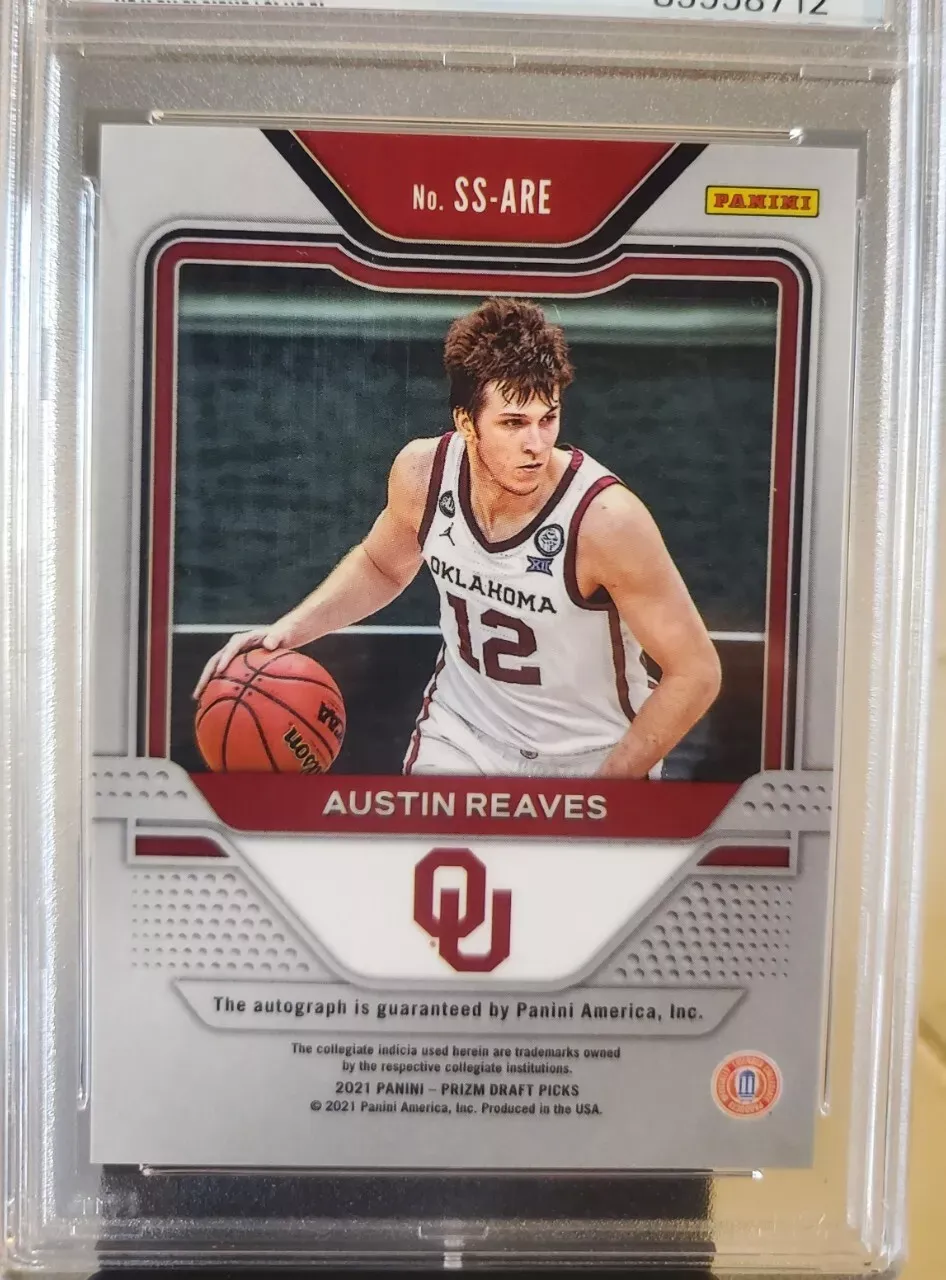 No. SS-ARE
PANINI
OKLAHOMA
12
XII
AUSTIN REAVES
OU
The autograph is guaranteed by Panini America, Inc.
The collegiate indicia used herein are trademarks owned
by the respective collegiate institutions.
2021 PANINI – PRIZM DRAFT PICKS
© 2021 Panini America, Inc. Produced in the USA.